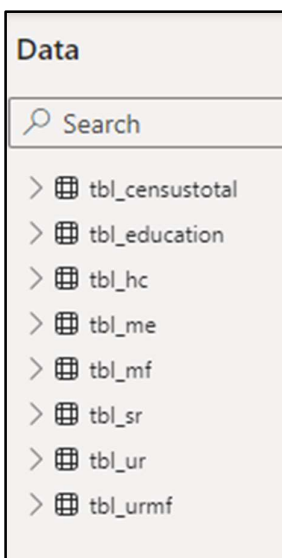 Data
Search
tbl_censustotal
tbl_education
tbl_hc
tbl_me
tbl_mf
tbl_sr
tbl_ur
tbl_urmf